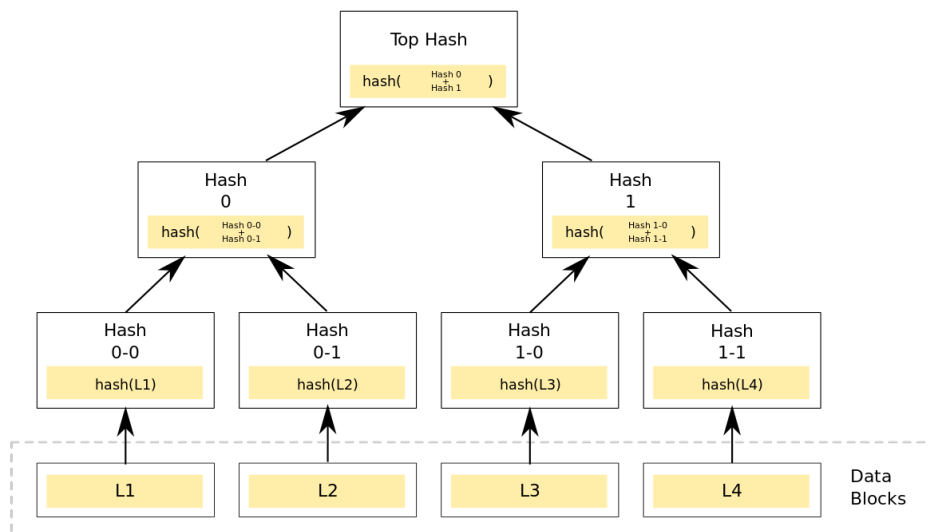 Top Hash
hash( Hash 0 + Hash 1 )
Hash
0
hash( Hash 0-0 + Hash 0-1 )
Hash
1
hash( Hash 1-0 + Hash 1-1 )
Hash
0-0
hash(L1)
Hash
0-1
hash(L2)
Hash
1-0
hash(L3)
Hash
1-1
hash(L4)
L1
L2
L3
L4
Data
Blocks